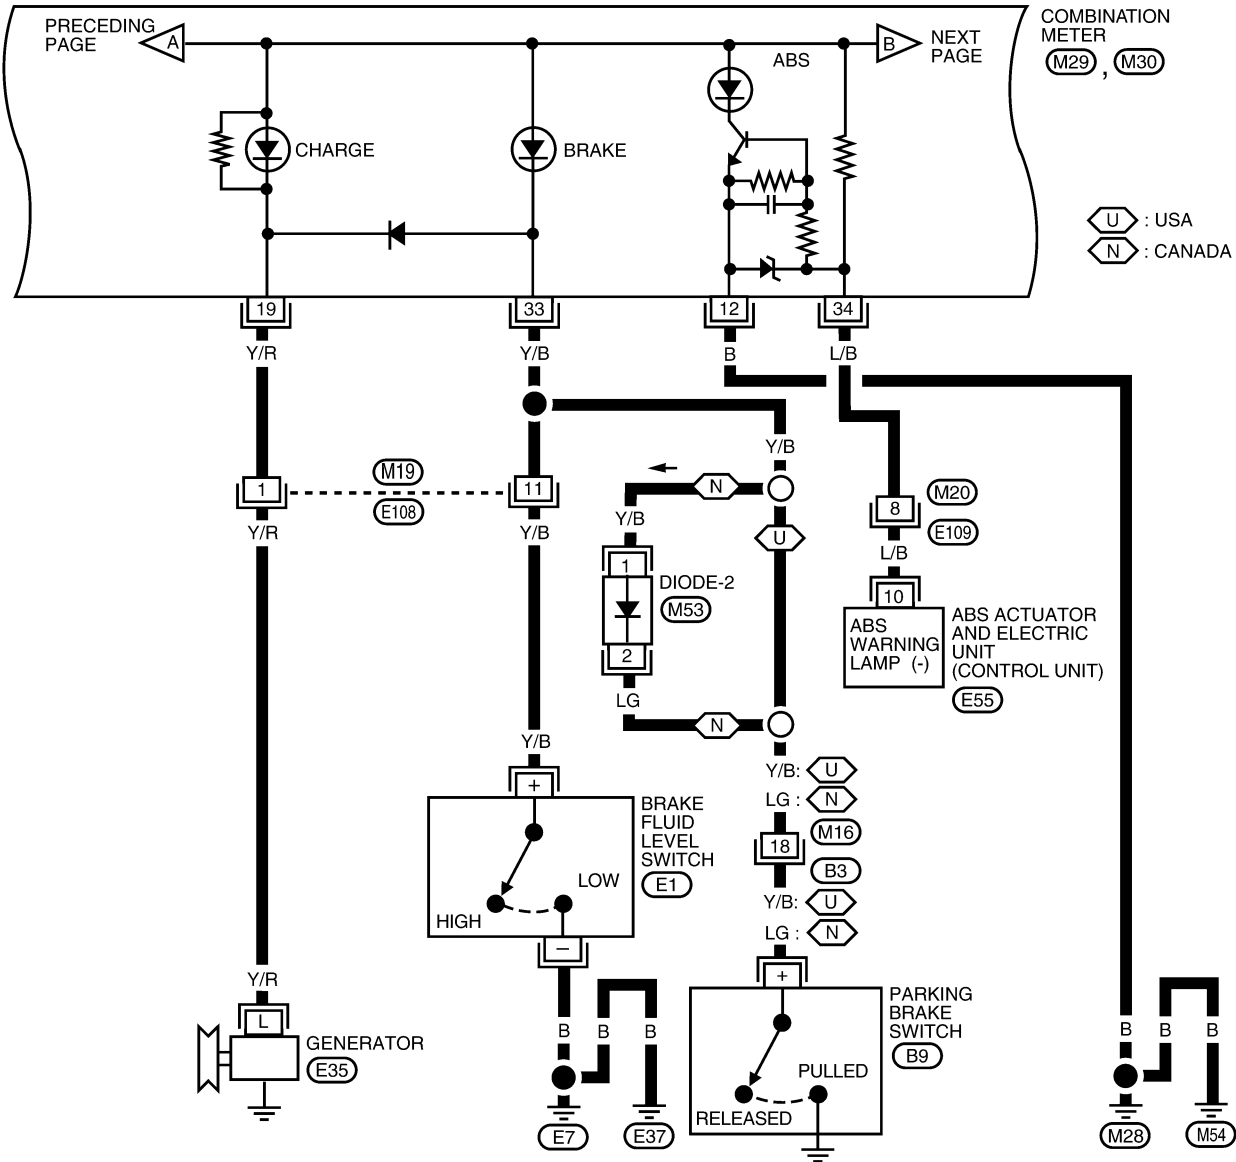 PRECEDING
PAGE
A
B
NEXT
PAGE
COMBINATION
METER
M29 , M30
ABS
CHARGE
BRAKE
U : USA
N : CANADA
19
33
12
34
Y/R
Y/B
B
L/B
Y/B
M19
N
1
11
E108
M20
8
E109
Y/R
Y/B
Y/B
U
L/B
1
DIODE-2
M53
2
10
ABS
WARNING
LAMP (-)
ABS ACTUATOR
AND ELECTRIC
UNIT
(CONTROL UNIT)
E55
LG
N
Y/B
Y/B: U
LG : N
+
BRAKE
FLUID
LEVEL
SWITCH
E1
M16
18
B3
LOW
HIGH
Y/B: U
LG : N
−
+
Y/R
L
GENERATOR
E35
B
B
B
PARKING
BRAKE
SWITCH
B9
PULLED
RELEASED
B
B
B
E7
E37
M28
M54